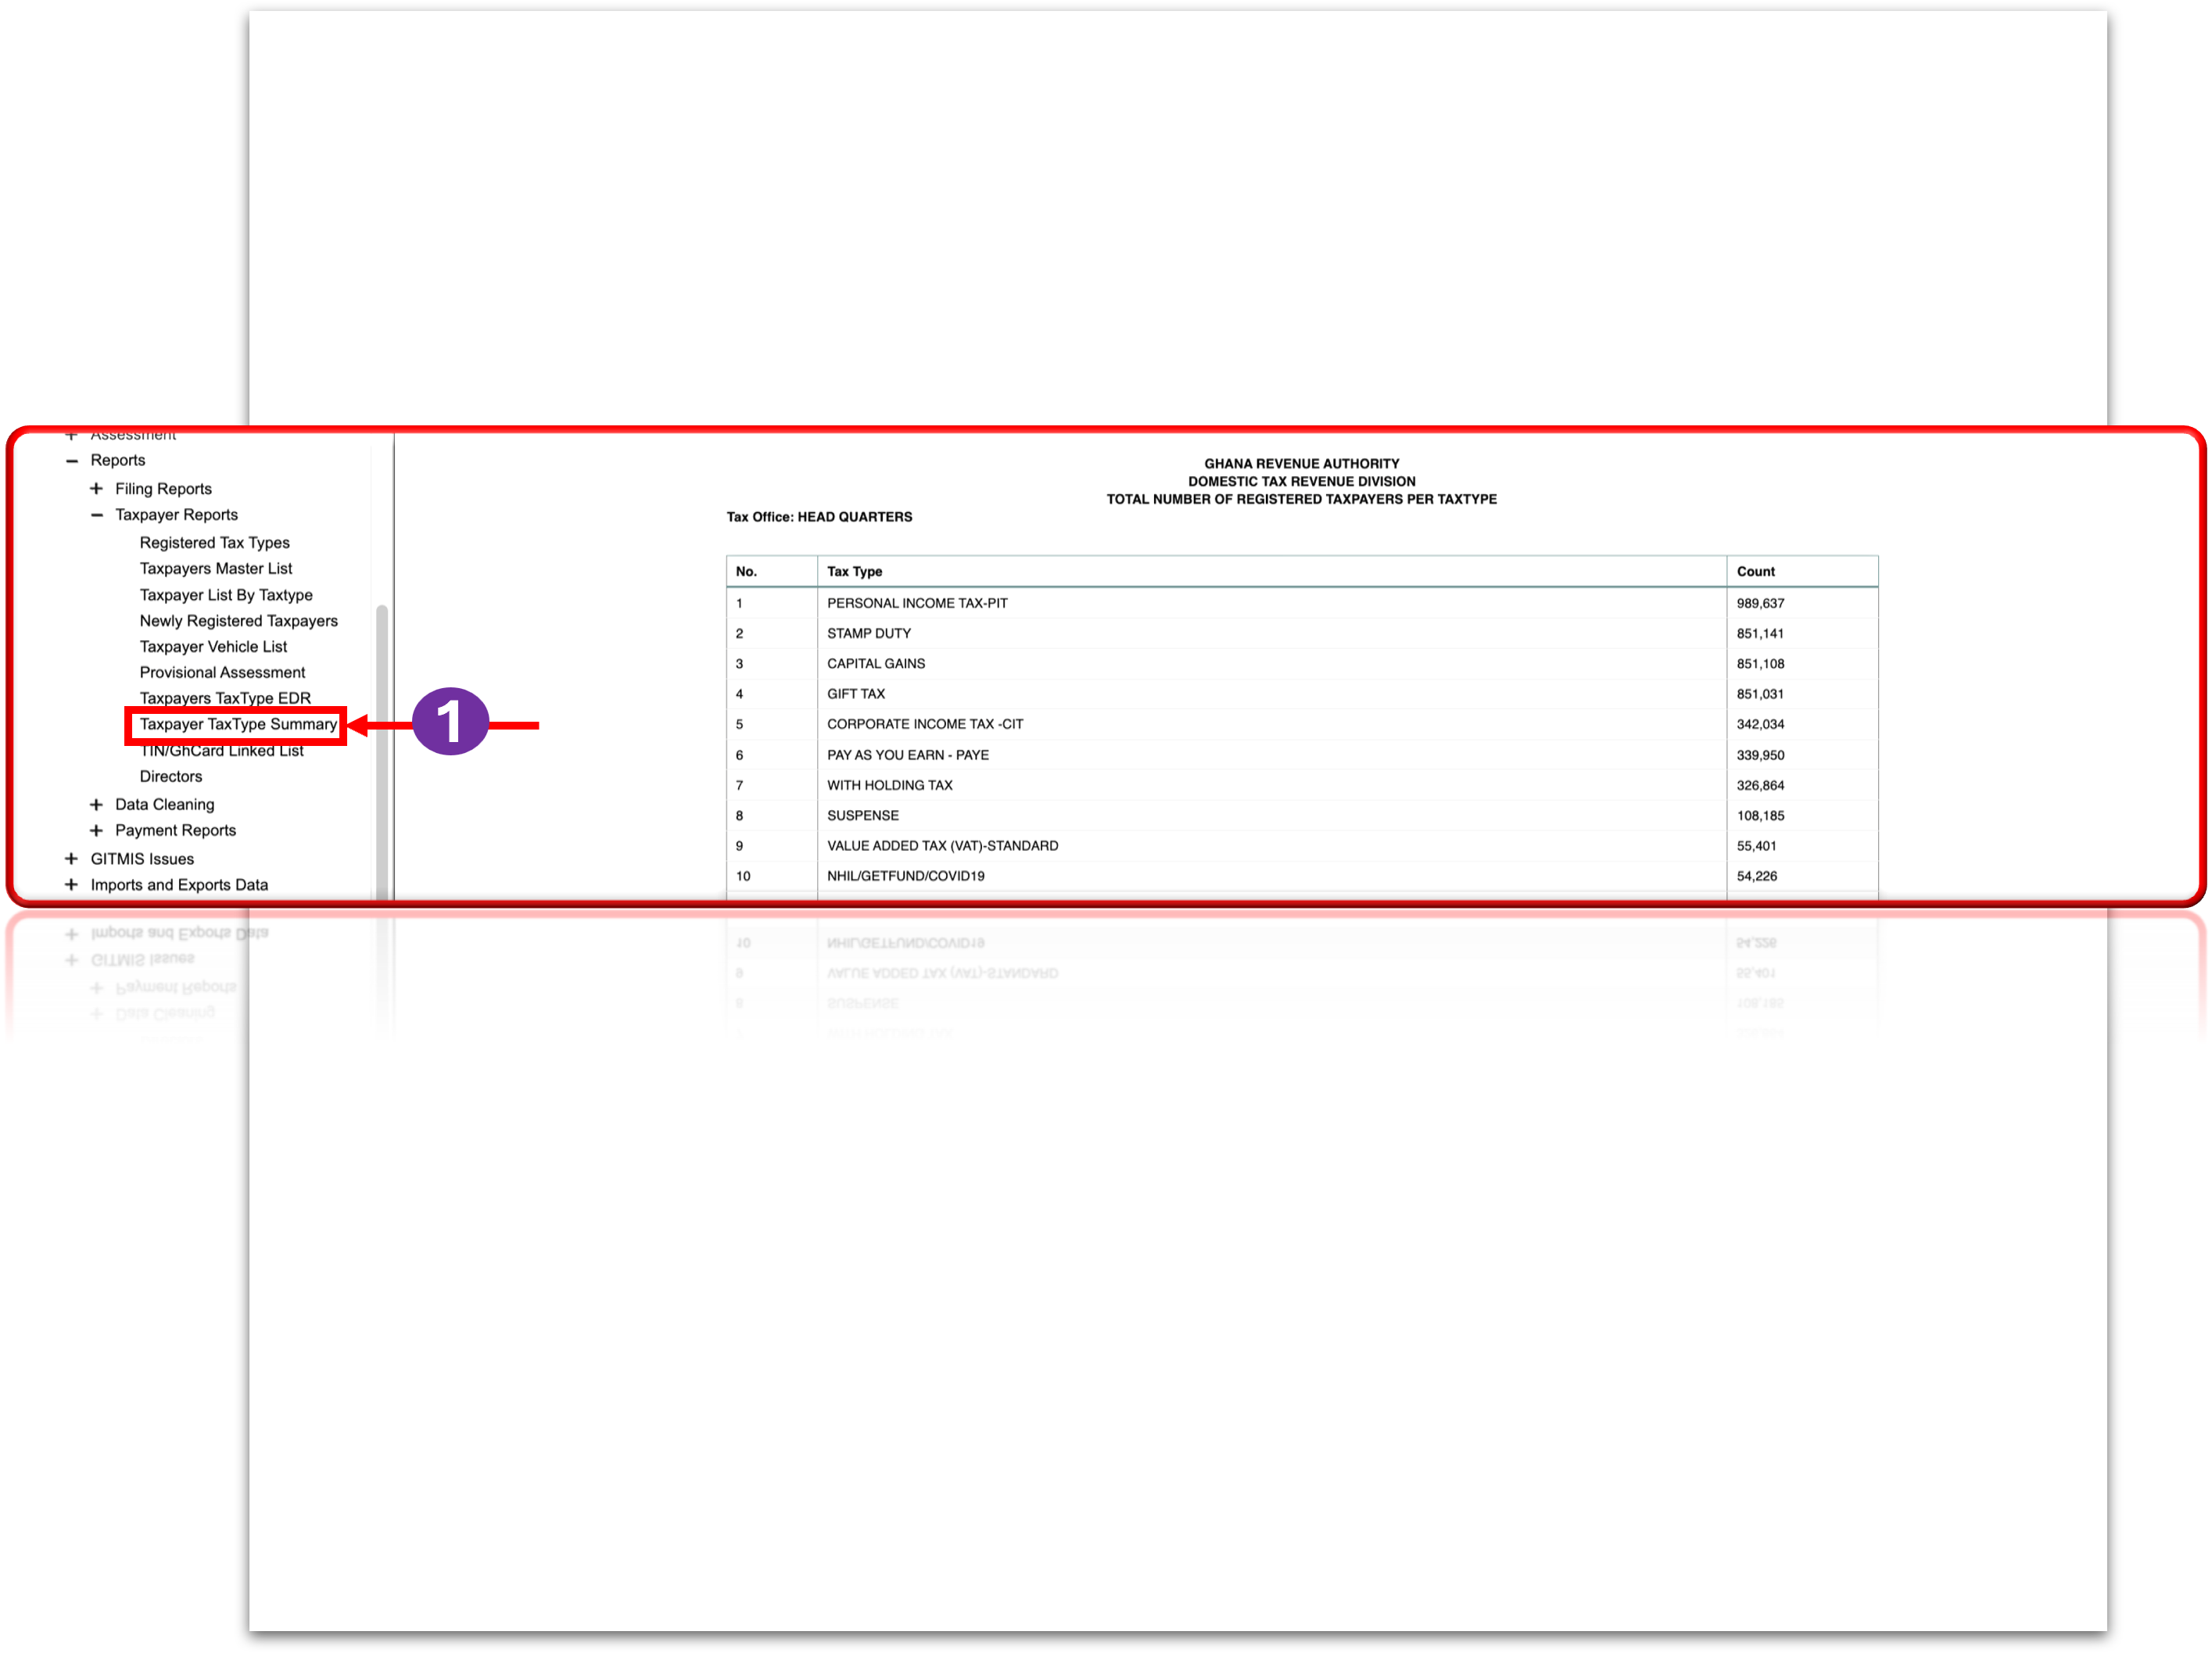 Assessment
Reports
Filing Reports
Taxpayer Reports
Registered Tax Types
Taxpayers Master List
Taxpayer List By Taxtype
Newly Registered Taxpayers
Taxpayer Vehicle List
Provisional Assessment
Taxpayers TaxType EDR
Taxpayer TaxType Summary
TIN/GhCard Linked List
Directors
Data Cleaning
Payment Reports
GITMIS Issues
Imports and Exports Data
1
GHANA REVENUE AUTHORITY
DOMESTIC TAX REVENUE DIVISION
TOTAL NUMBER OF REGISTERED TAXPAYERS PER TAXTYPE
Tax Office: HEAD QUARTERS
No. Tax Type Count
1 PERSONAL INCOME TAX-PIT 989,637
2 STAMP DUTY 851,141
3 CAPITAL GAINS 851,108
4 GIFT TAX 851,031
5 CORPORATE INCOME TAX -CIT 342,034
6 PAY AS YOU EARN - PAYE 339,950
7 WITH HOLDING TAX 326,864
8 SUSPENSE 108,185
9 VALUE ADDED TAX (VAT)-STANDARD 55,401
10 NHIL/GETFUND/COVID19 54,226